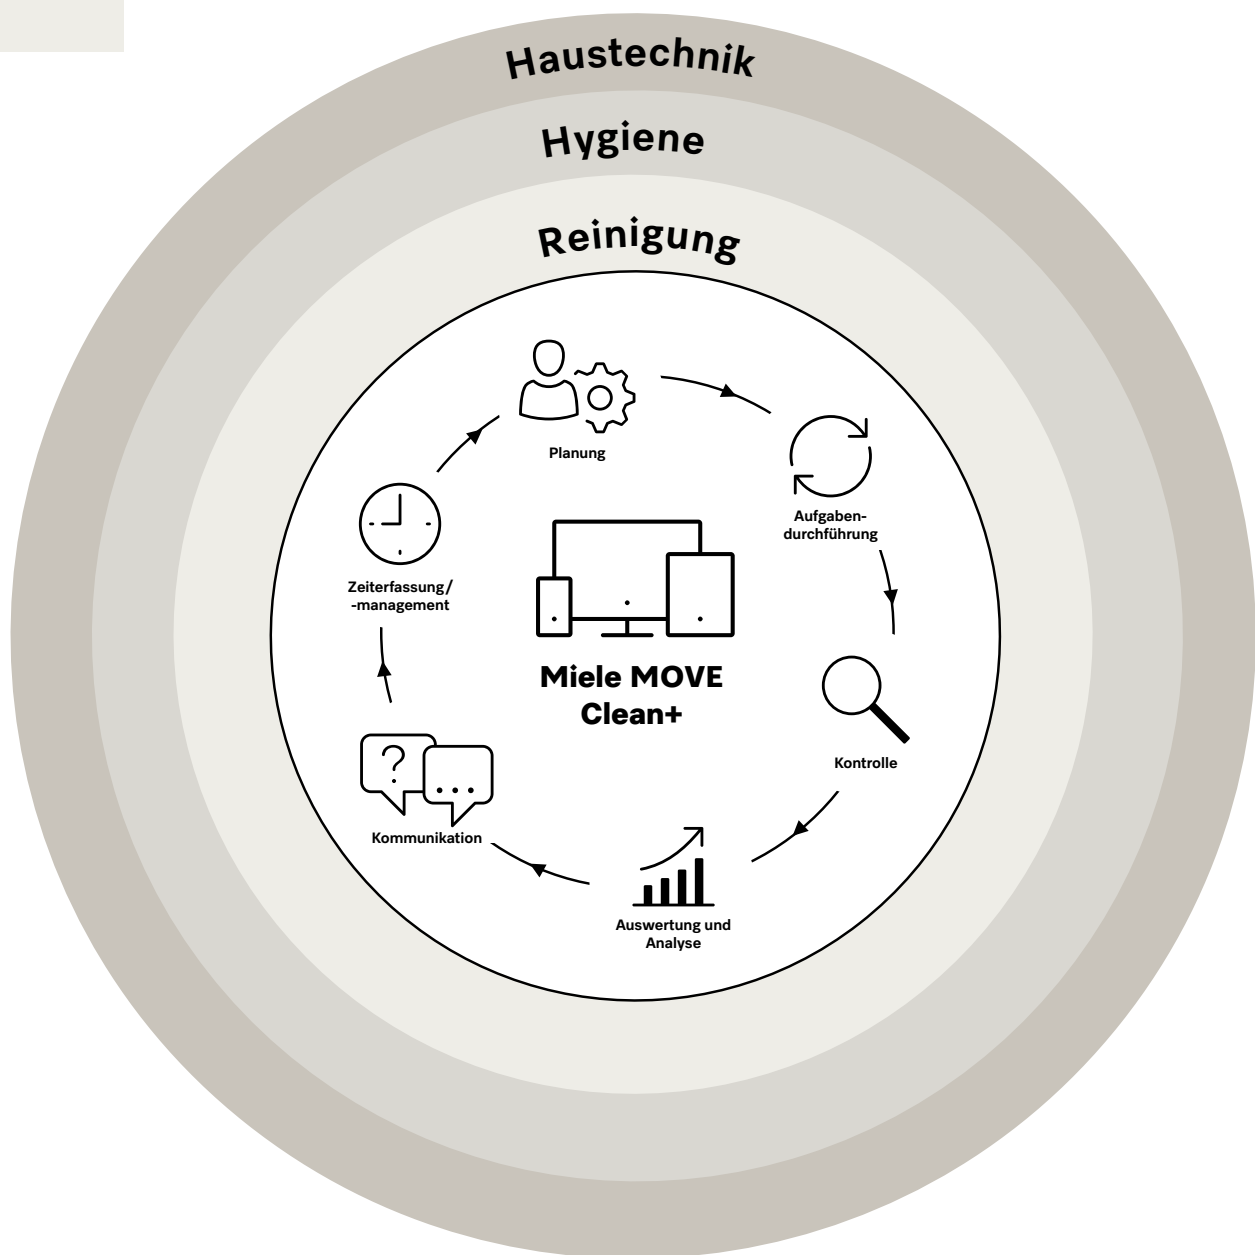 Haustechnik
Hygiene
Reinigung
Planung
Aufgaben-
durchführung
Zeiterfassung/
-management
Miele MOVE
Clean+
Kontrolle
?
Kommunikation
Auswertung und
Analyse